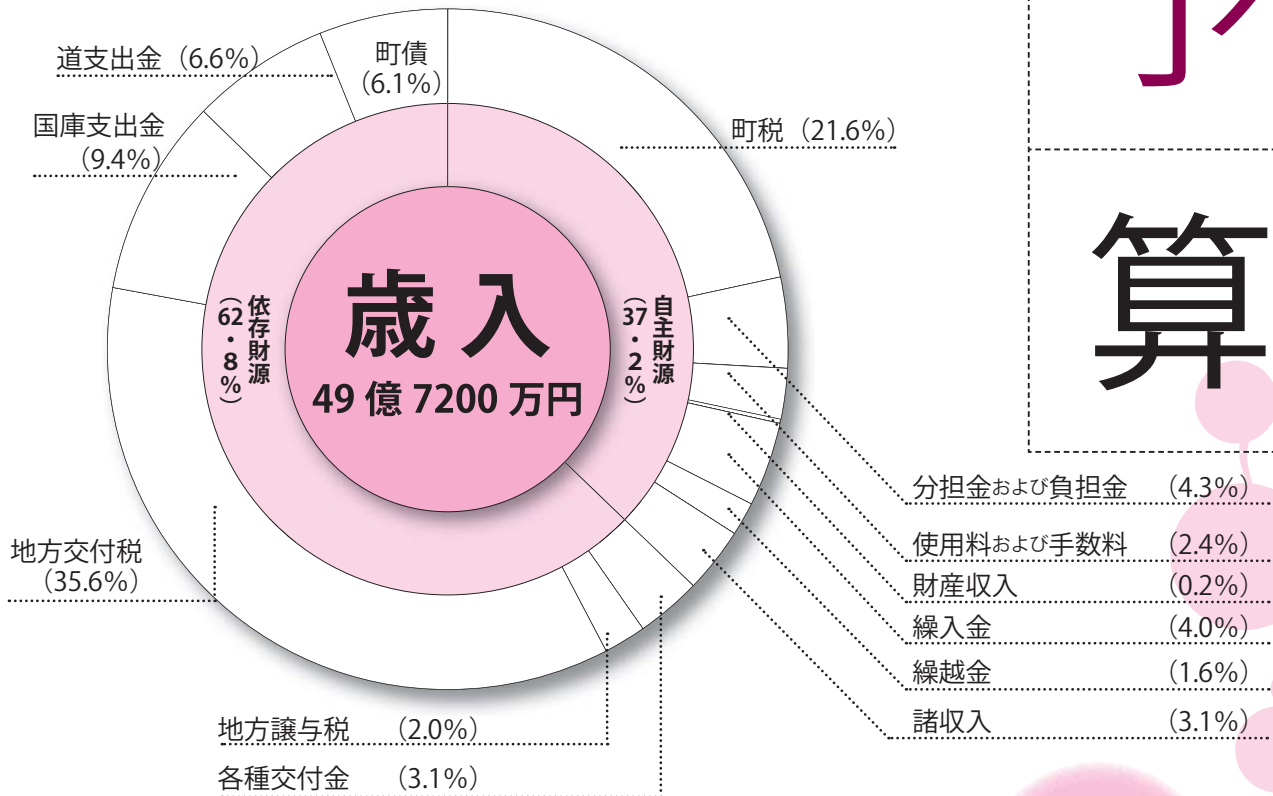 道支出金（6.6%）
町債
（6.1%）
国庫支出金
（9.4%）
町税（21.6%）
算
歳入
49億7200万円
依存財源
（62・8%）
自主財源
（37・2%）
分担金および負担金（4.3%）
使用料および手数料（2.4%）
財産収入（0.2%）
繰入金（4.0%）
繰越金（1.6%）
諸収入（3.1%）
地方交付税
（35.6%）
地方譲与税（2.0%）
各種交付金（3.1%）